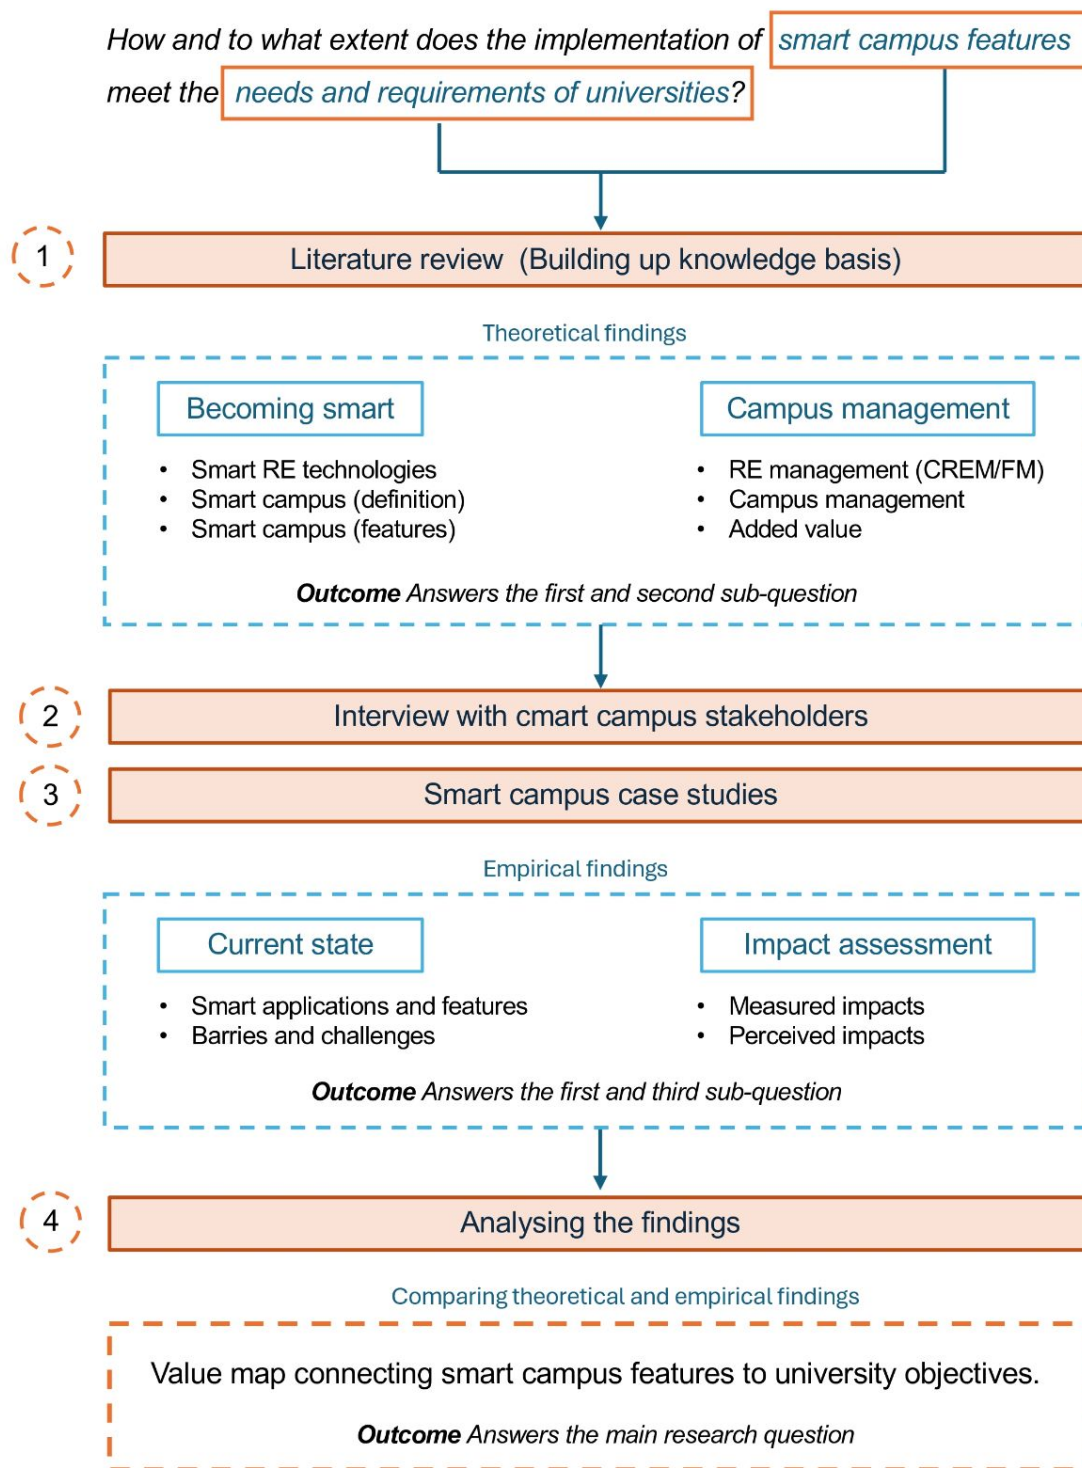 How and to what extent does the implementation of smart campus features
meet the needs and requirements of universities?
1
Literature review (Building up knowledge basis)
Theoretical findings
Becoming smart
• Smart RE technologies
• Smart campus (definition)
• Smart campus (features)
Campus management
• RE management (CREM/FM)
• Campus management
• Added value
Outcome Answers the first and second sub-question
2
Interview with cmart campus stakeholders
3
Smart campus case studies
Empirical findings
Current state
• Smart applications and features
• Barries and challenges
Impact assessment
• Measured impacts
• Perceived impacts
Outcome Answers the first and third sub-question
4
Analysing the findings
Comparing theoretical and empirical findings
Value map connecting smart campus features to university objectives.
Outcome Answers the main research question